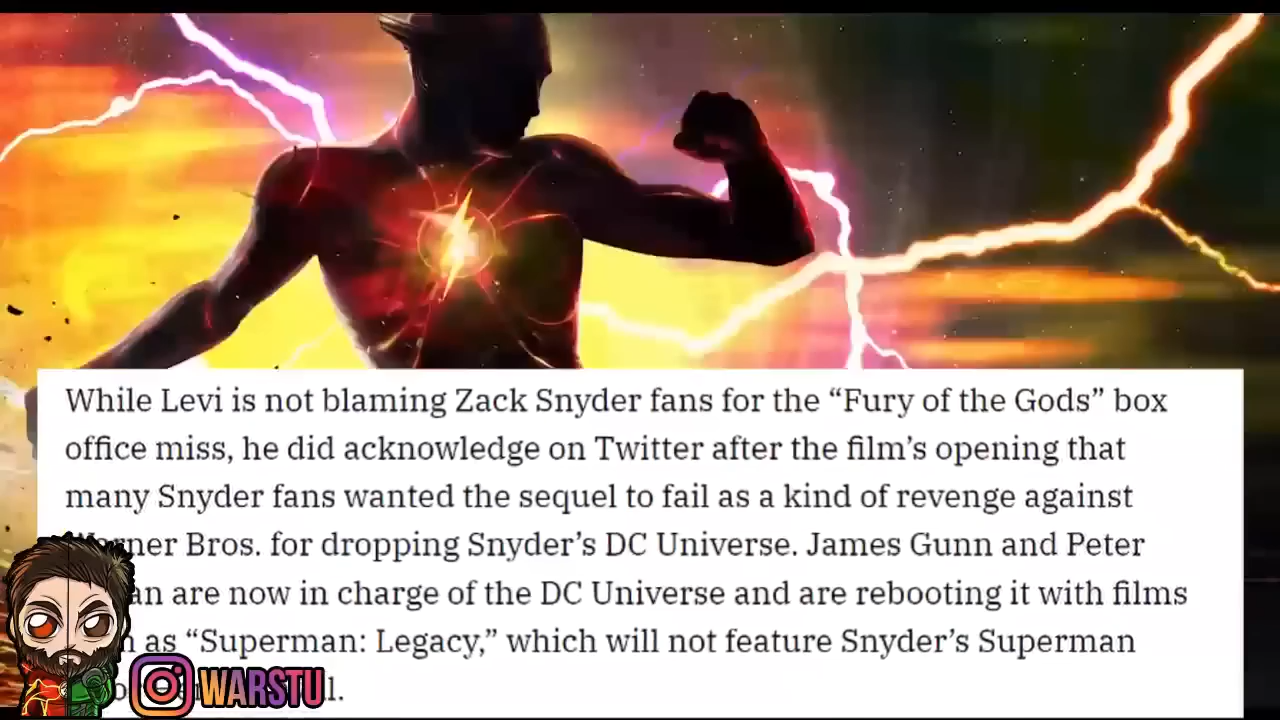 While Levi is not blaming Zack Snyder fans for the “Fury of the Gods” box
office miss, he did acknowledge on Twitter after the film’s opening that
many Snyder fans wanted the sequel to fail as a kind of revenge against
Warner Bros. for dropping Snyder’s DC Universe. James Gunn and Peter
are now in charge of the DC Universe and are rebooting it with films
as “Superman: Legacy,” which will not feature Snyder’s Superman
WARSTU